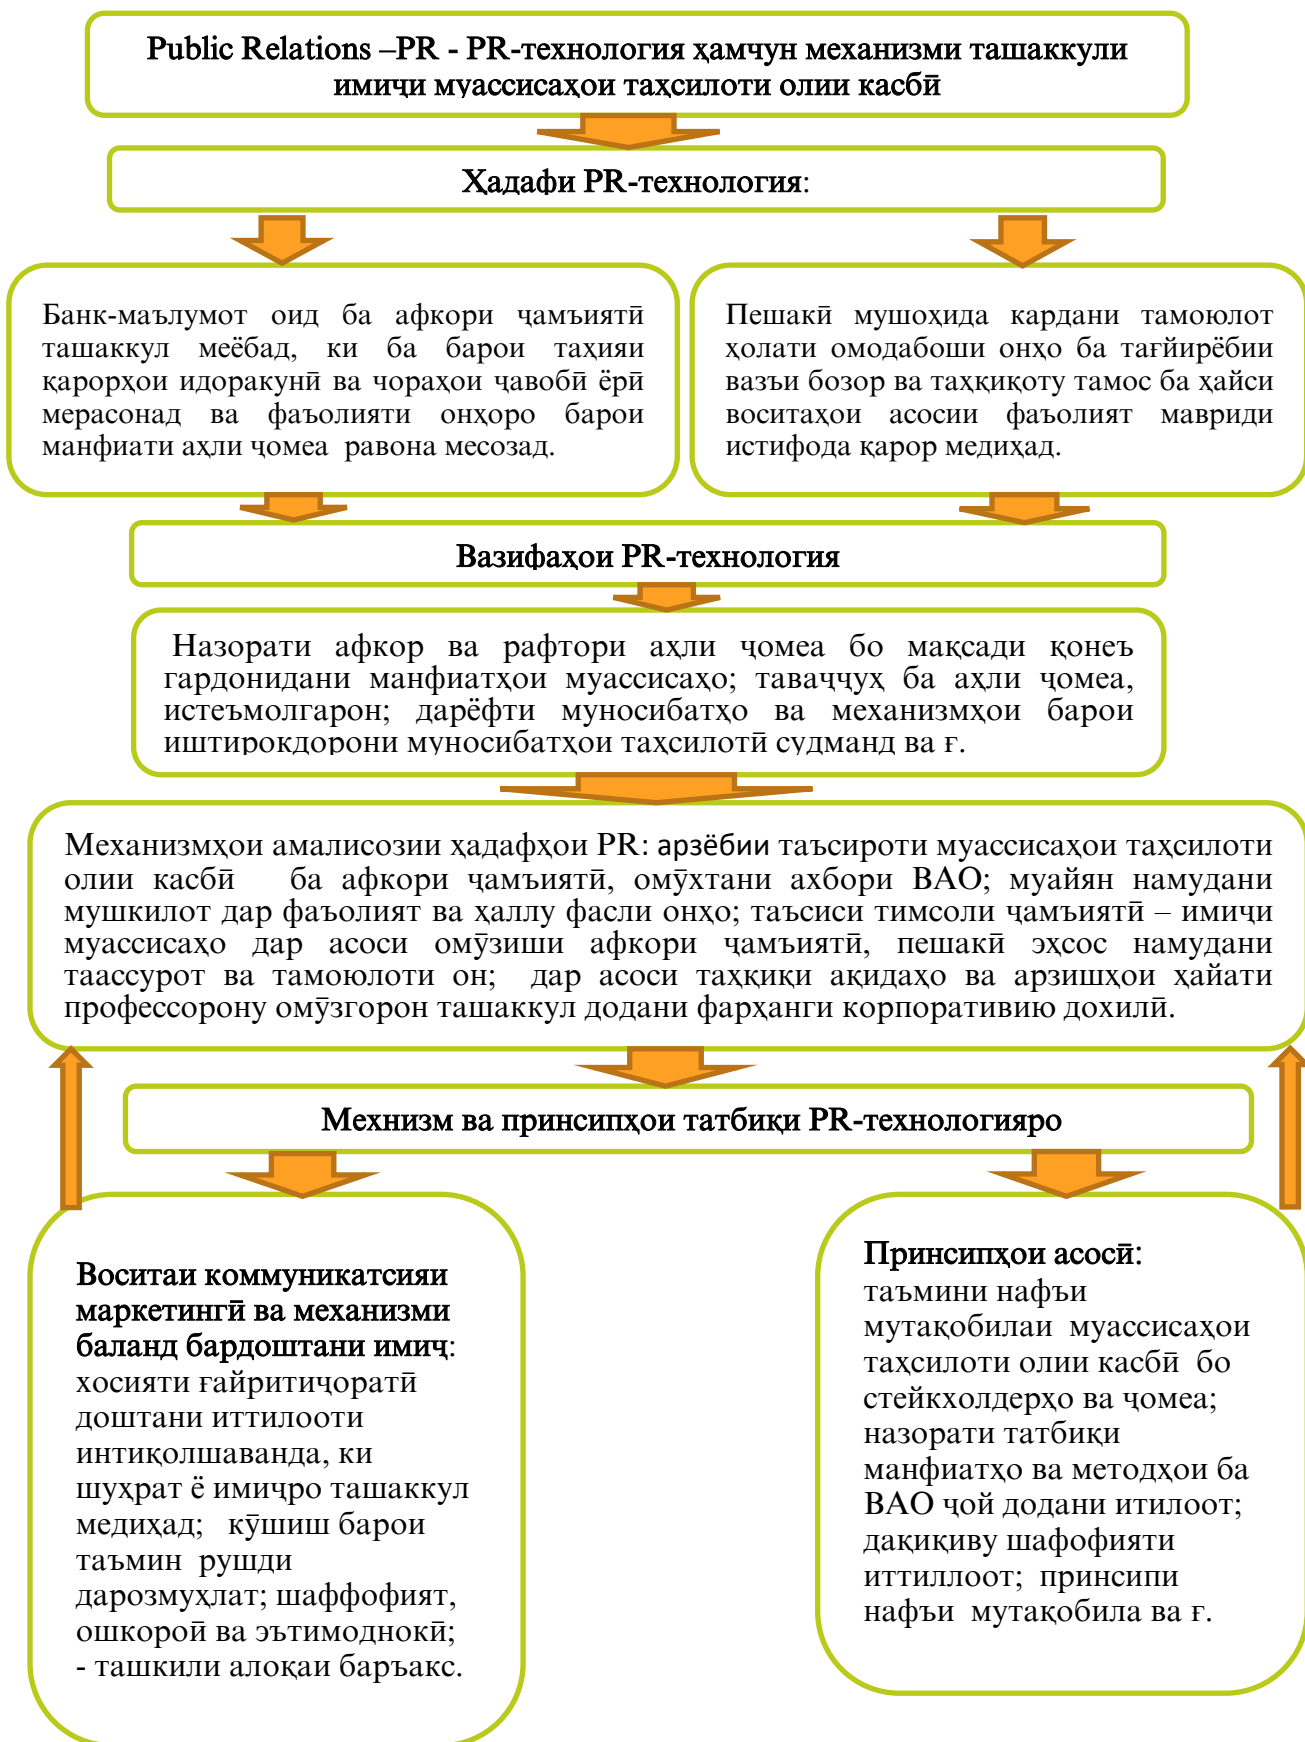 Public Relations –PR - PR-технология ҳамчун механизми ташаккули
имиҷи муассисаҳои таҳсилоти олии касбӣ
Ҳадафи PR-технология:
Банк-маълумот оид ба афкори ҷамъиятӣ
ташаккул меёбад, ки ба барои таҳияи
қарорҳои идоракунӣ ва чораҳои ҷавобӣ ёрӣ
мерасонад ва фаъолияти онҳоро барои
манфиати аҳли ҷомеа равона месозад.
Пешакӣ мушоҳида кардани тамоюлот
ҳолати омодабоши онҳо ба тағйирёбии
вазъи бозор ва таҳқиқоту тамос ба ҳайси
воситаҳои асосии фаъолият мавриди
истифода қарор медиҳад.
Вазифаҳои PR-технология
Назорати афкор ва рафтори аҳли ҷомеа бо мақсади қонеъ
гардонидани манфиатҳои муассисаҳо; таваҷҷуҳ ба аҳли ҷомеа,
истеъмолгарон; дарёфти муносибатҳо ва механизмҳои барои
иштирокдорони муносибатҳои таҳсилотӣ судманд ва ғ.
Механизмҳои амалисозии ҳадафҳои PR: арзёбии таъсироти муассисаҳои таҳсилоти
олии касбӣ ба афкори ҷамъиятӣ, омӯхтани ахбори ВАО; муайян намудани
мушкилот дар фаъолият ва ҳаллу фасли онҳо; таъсиси тимсоли ҷамъиятӣ – имиҷи
муассисаҳо дар асоси омӯзиши афкори ҷамъиятӣ, пешакӣ эҳсос намудани
таассурот ва тамоюлоти он; дар асоси таҳқиқи ақидаҳо ва арзишҳои ҳайати
профессорону омӯзгорон ташаккул додани фарҳанги корпоративию дохилӣ.
Мехнизм ва принсипҳои татбиқи PR-технологияро
Воситаи коммуникатсияи
маркетингӣ ва механизми
баланд бардоштани имиҷ:
хосияти ғайритиҷоратӣ
доштани иттилооти
интиқолшаванда, ки
шуҳрат ё имиҷро ташаккул
медиҳад; кӯшиш барои
таъмин рушди
дарозмуҳлат; шаффофият,
ошкороӣ ва эътимоднокӣ;
- ташкили алоқаи баръакс.
Принсипҳои асосӣ:
таъмини нафъи
мутақобилаи муассисаҳои
таҳсилоти олии касбӣ бо
стейкхолдерҳо ва ҷомеа;
назорати татбиқи
манфиатҳо ва методҳои ба
ВАО ҷой додани итилоот;
дақиқиву шафофияти
иттиллоот; принсипи
нафъи мутақобила ва ғ.